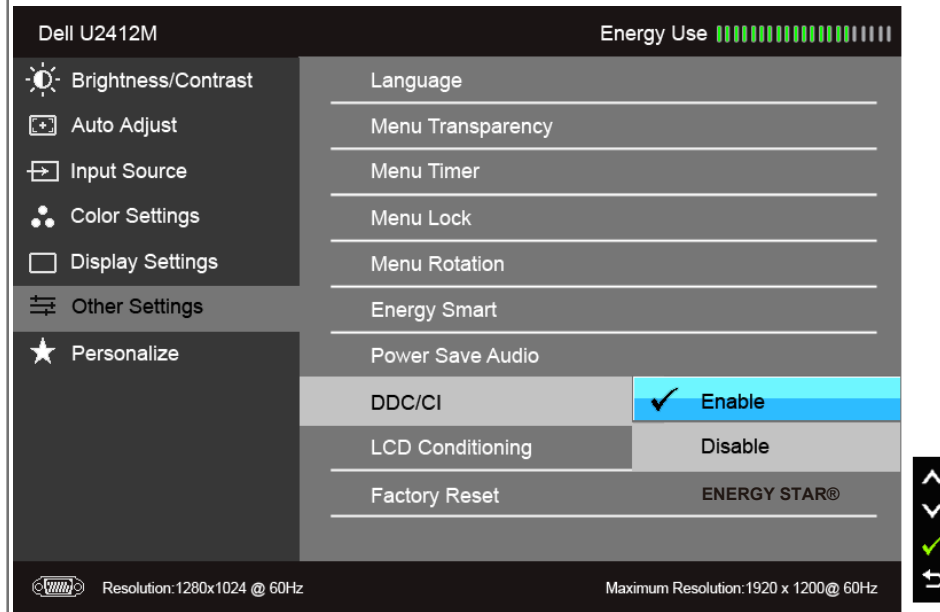 Dell U2412M
Energy Use
Brightness/Contrast
Auto Adjust
Input Source
Color Settings
Display Settings
Other Settings
Personalize
Language
Menu Transparency
Menu Timer
Menu Lock
Menu Rotation
Energy Smart
Power Save Audio
DDC/CI
Enable
LCD Conditioning
Disable
Factory Reset
ENERGY STAR®
Resolution:1280x1024 @ 60Hz
Maximum Resolution:1920 x 1200@ 60Hz